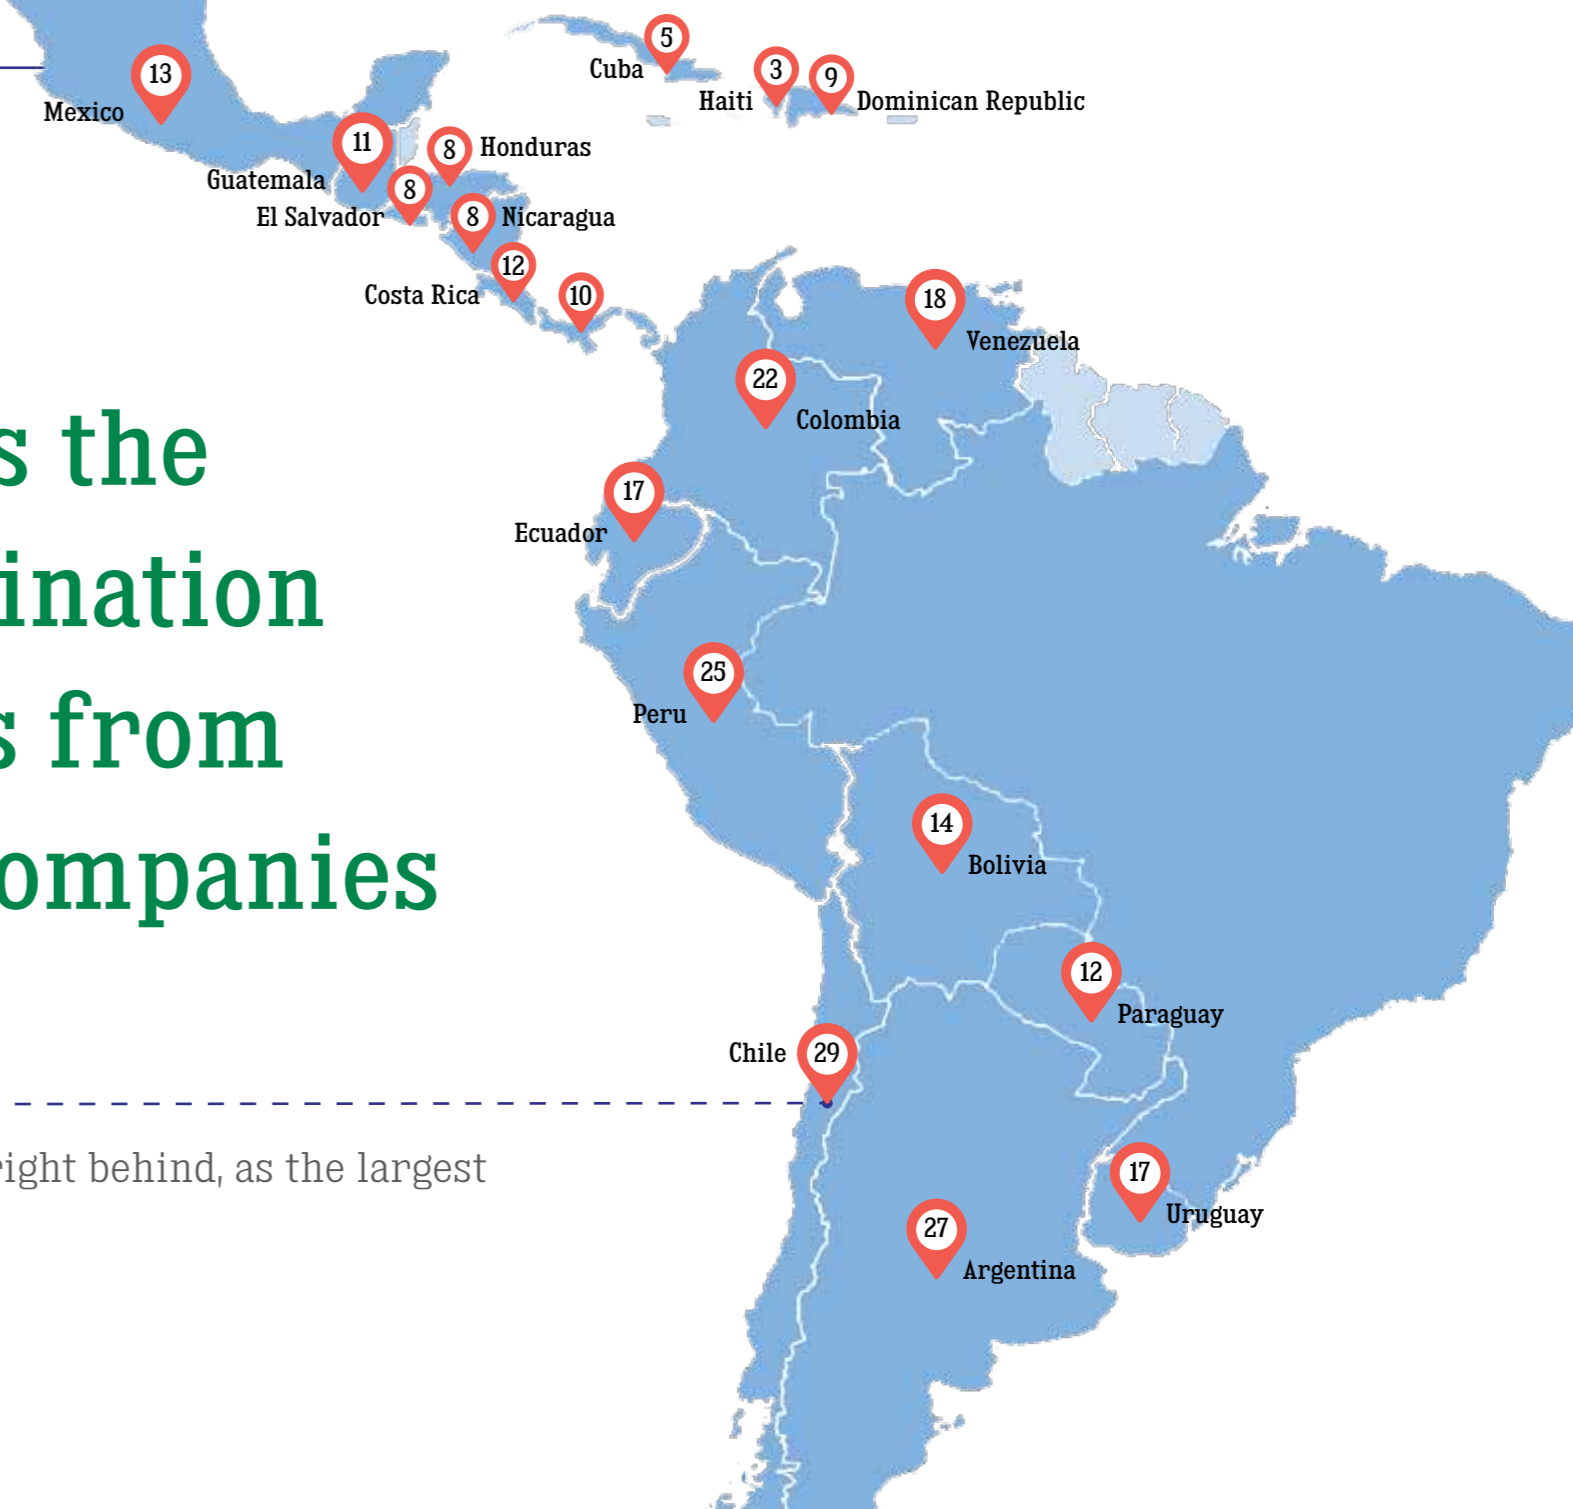 5
Cuba
3
Haiti
9
Dominican Republic
13
Mexico
11
Guatemala
8
Honduras
8
El Salvador
8
Nicaragua
12
Costa Rica
10
18
Venezuela
22
Colombia
s the
ination
s from
ompanies
17
Ecuador
25
Peru
14
Bolivia
12
Paraguay
Chile
29
right behind, as the largest
17
Uruguay
27
Argentina